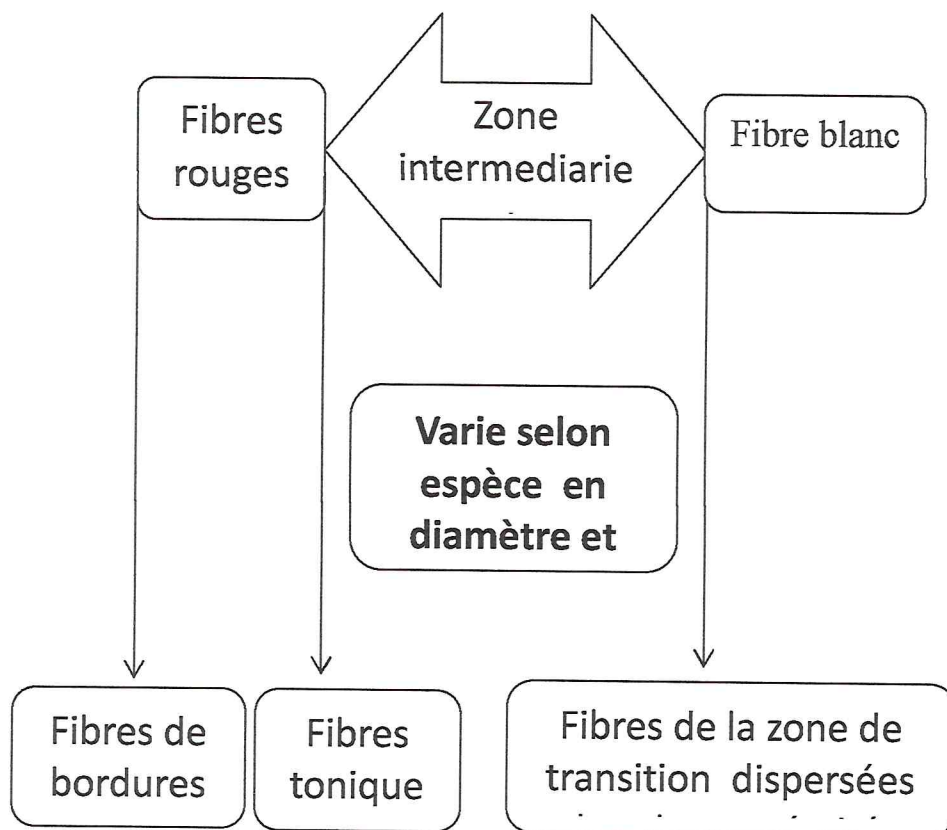 Fibres
rouges
Zone
intermediarie
Fibre blanc
Varie selon
espèce en
diamètre et
Fibres de
bordures
Fibres
tonique
Fibres de la zone de
transition dispersées